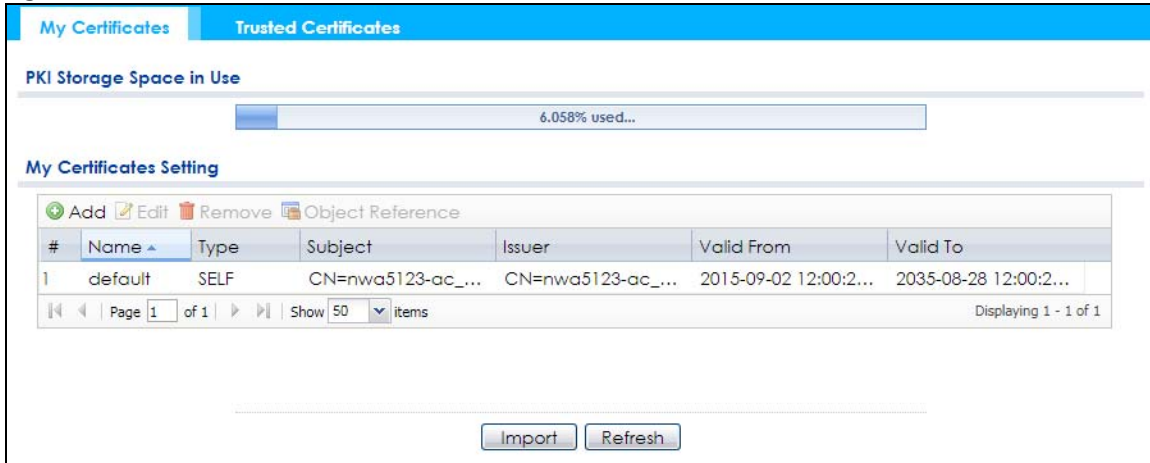 My Certificates Trusted Certificates
PKI Storage Space in Use
6.058% used...
My Certificates Setting
Add Edit Remove Object Reference
# Name Type Subject Issuer Valid From Valid To
1 default SELF CN=nwa5123-ac_... CN=nwa5123-ac_... 2015-09-02 12:00:2... 2035-08-28 12:00:2...
Page 1 of 1 Show 50 items Displaying 1 - 1 of 1
Import Refresh